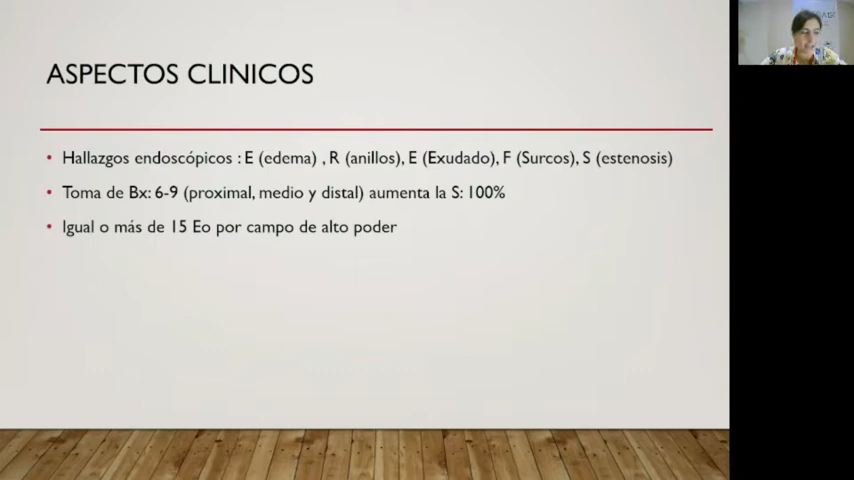 ASPECTOS CLINICOS
• Hallazgos endoscópicos : E (edema) , R (anillos), E (Exudado), F (Surcos), S (estenosis)
• Toma de Bx: 6-9 (proximal, medio y distal) aumenta la S: 100%
• Igual o más de 15 Eo por campo de alto poder